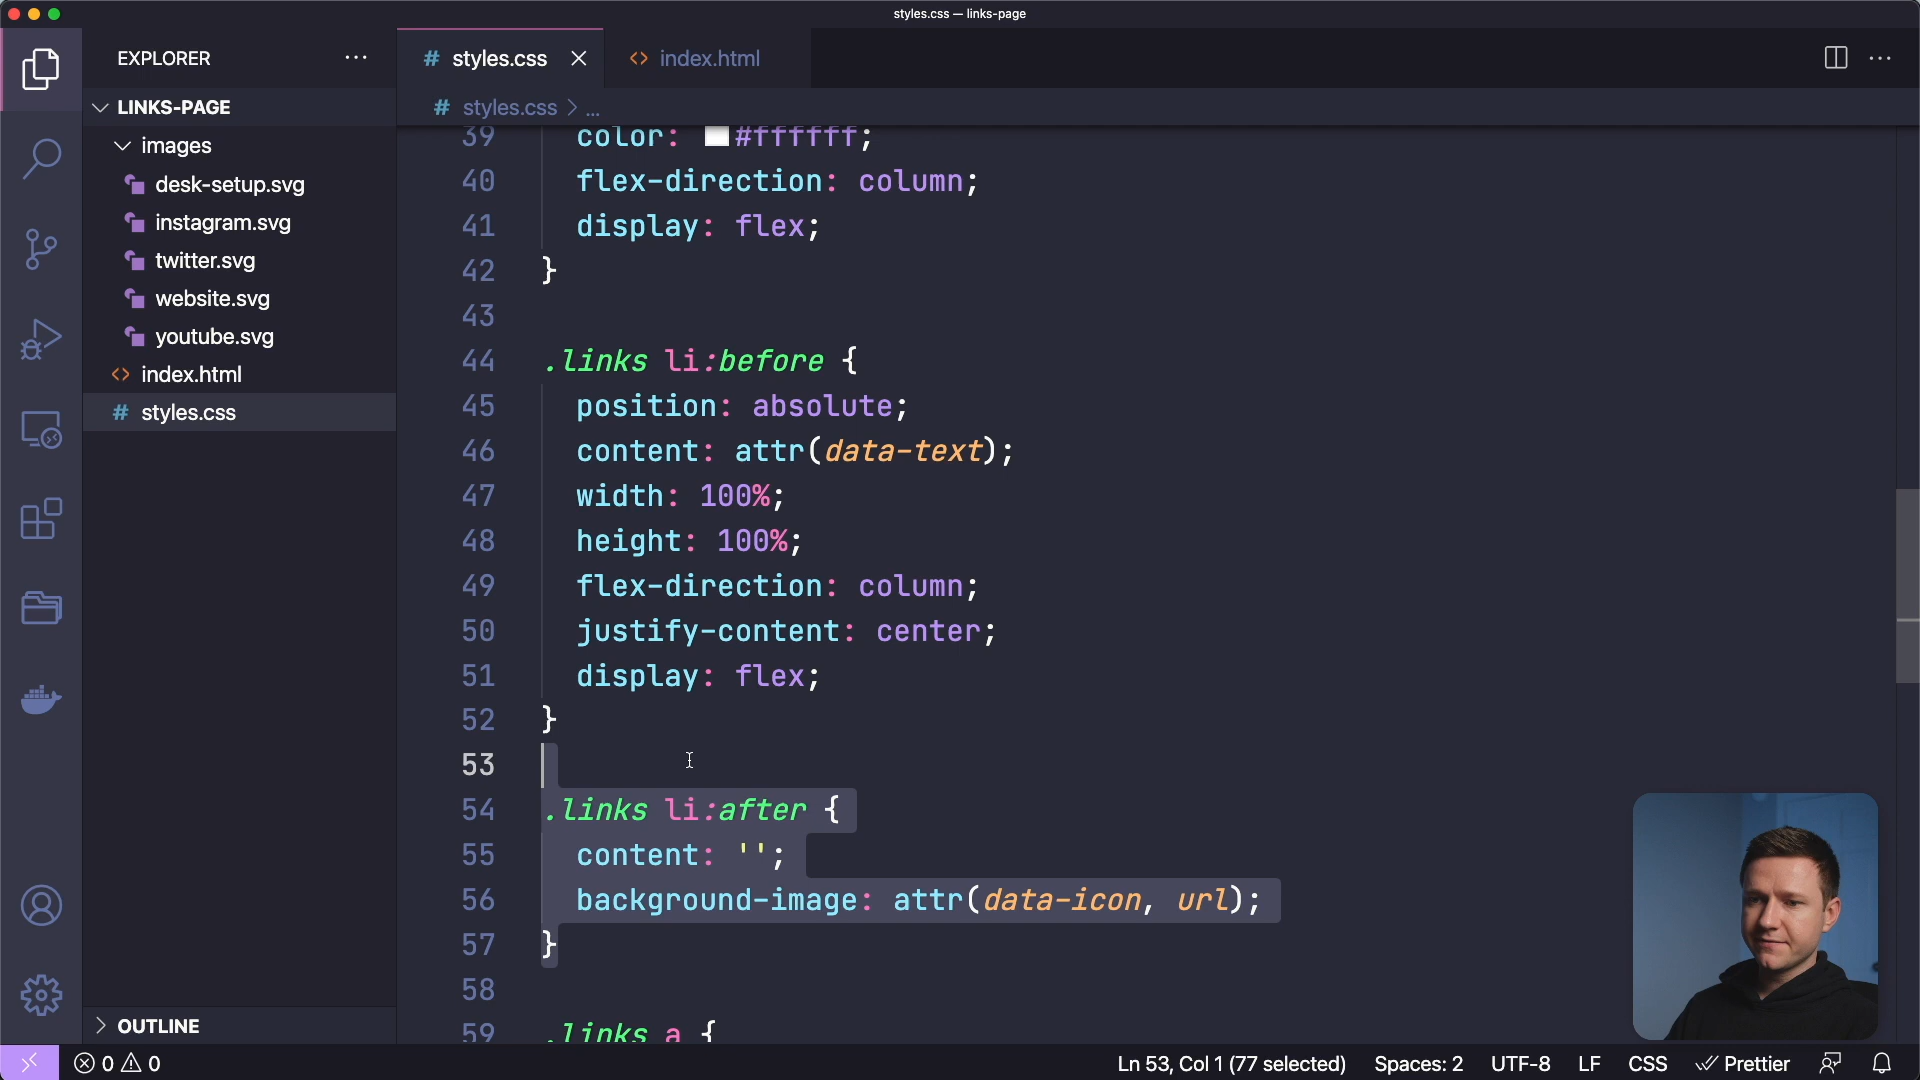 styles.css — links-page
EXPLORER
LINKS-PAGE
images
desk-setup.svg
instagram.svg
twitter.svg
website.svg
youtube.svg
index.html
styles.css
OUTLINE
styles.css
index.html
styles.css > ...
39 color: #ffffff;
40 flex-direction: column;
41 display: flex;
42 }
43
44 .links li:before {
45 position: absolute;
46 content: attr(data-text);
47 width: 100%;
48 height: 100%;
49 flex-direction: column;
50 justify-content: center;
51 display: flex;
52 }
53
54 .links li:after {
55 content: '';
56 background-image: attr(data-icon, url);
57 }
58
59 .links a {
0 0
Ln 53, Col 1 (77 selected) Spaces: 2 UTF-8 LF CSS Prettier